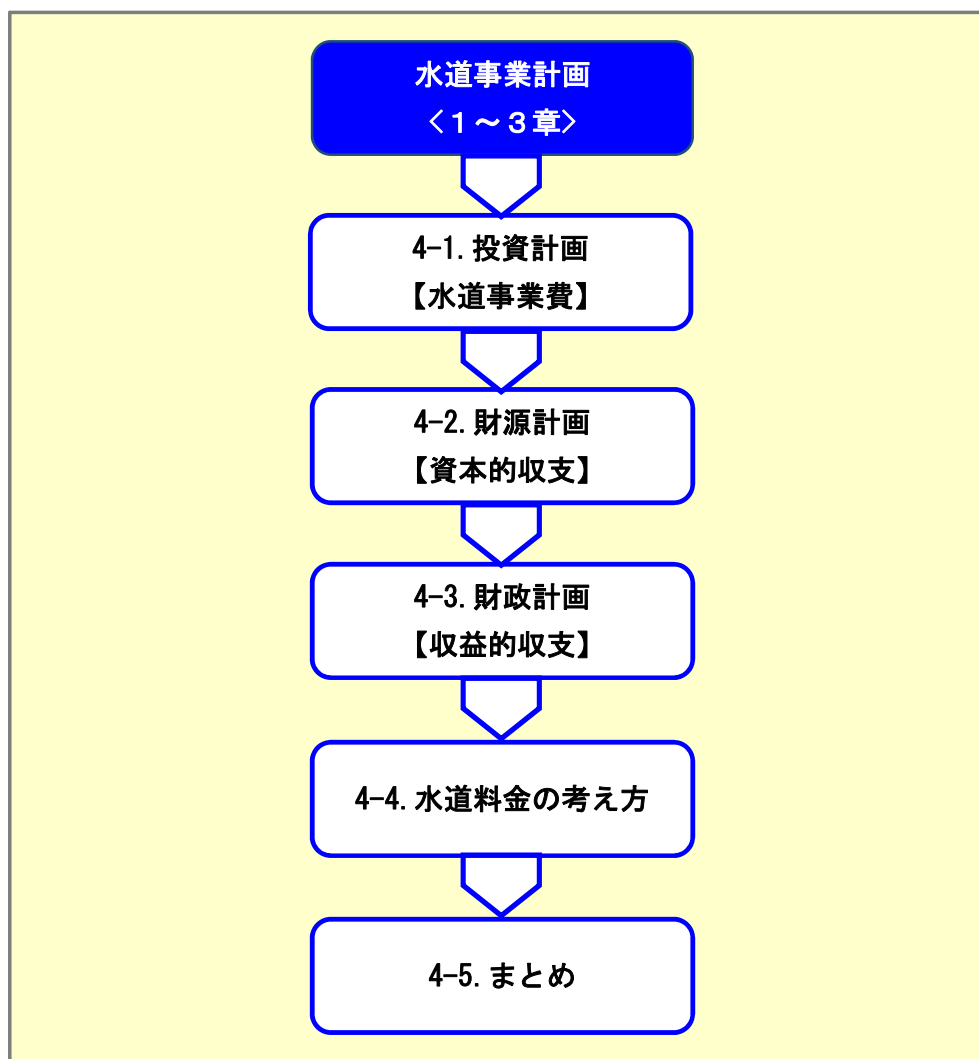 水道事業計画
<１～３章>
4-1.投資計画
【水道事業費】
4-2.財源計画
【資本的収支】
4-3.財政計画
【収益的収支】
4-4.水道料金の考え方
4-5.まとめ